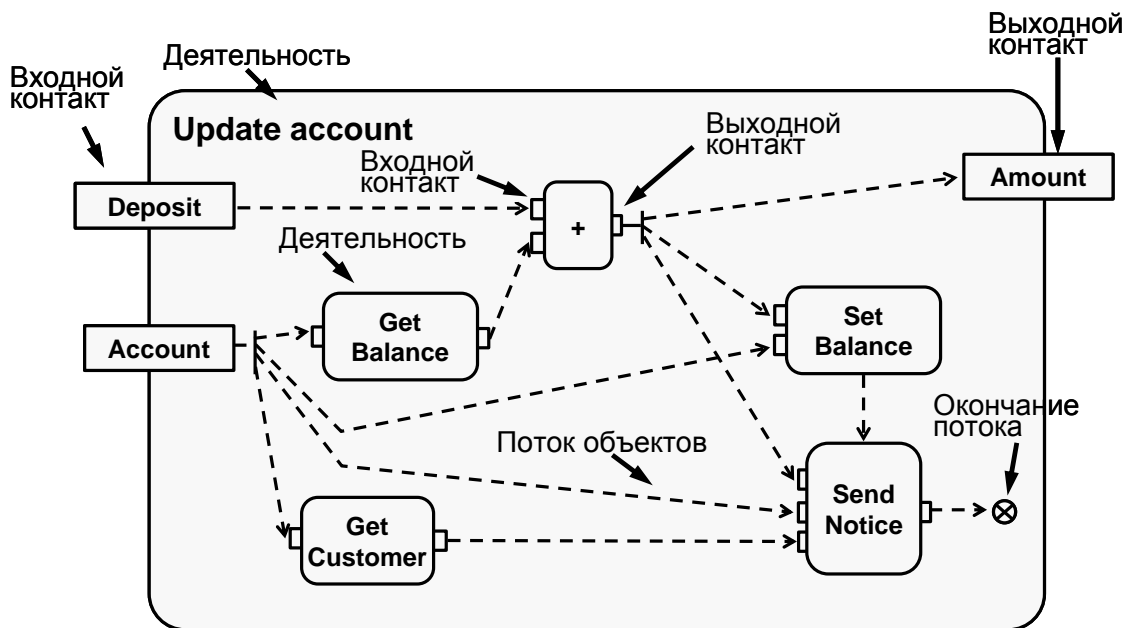 Выходной
контакт
Деятельность
Входной
контакт
Update account
Выходной
контакт
Входной
контакт
Amount
Deposit
+
Деятельность
Get
Balance
Set
Balance
Account
Окончание
потока
Поток объектов
Send
Notice
Get
Customer